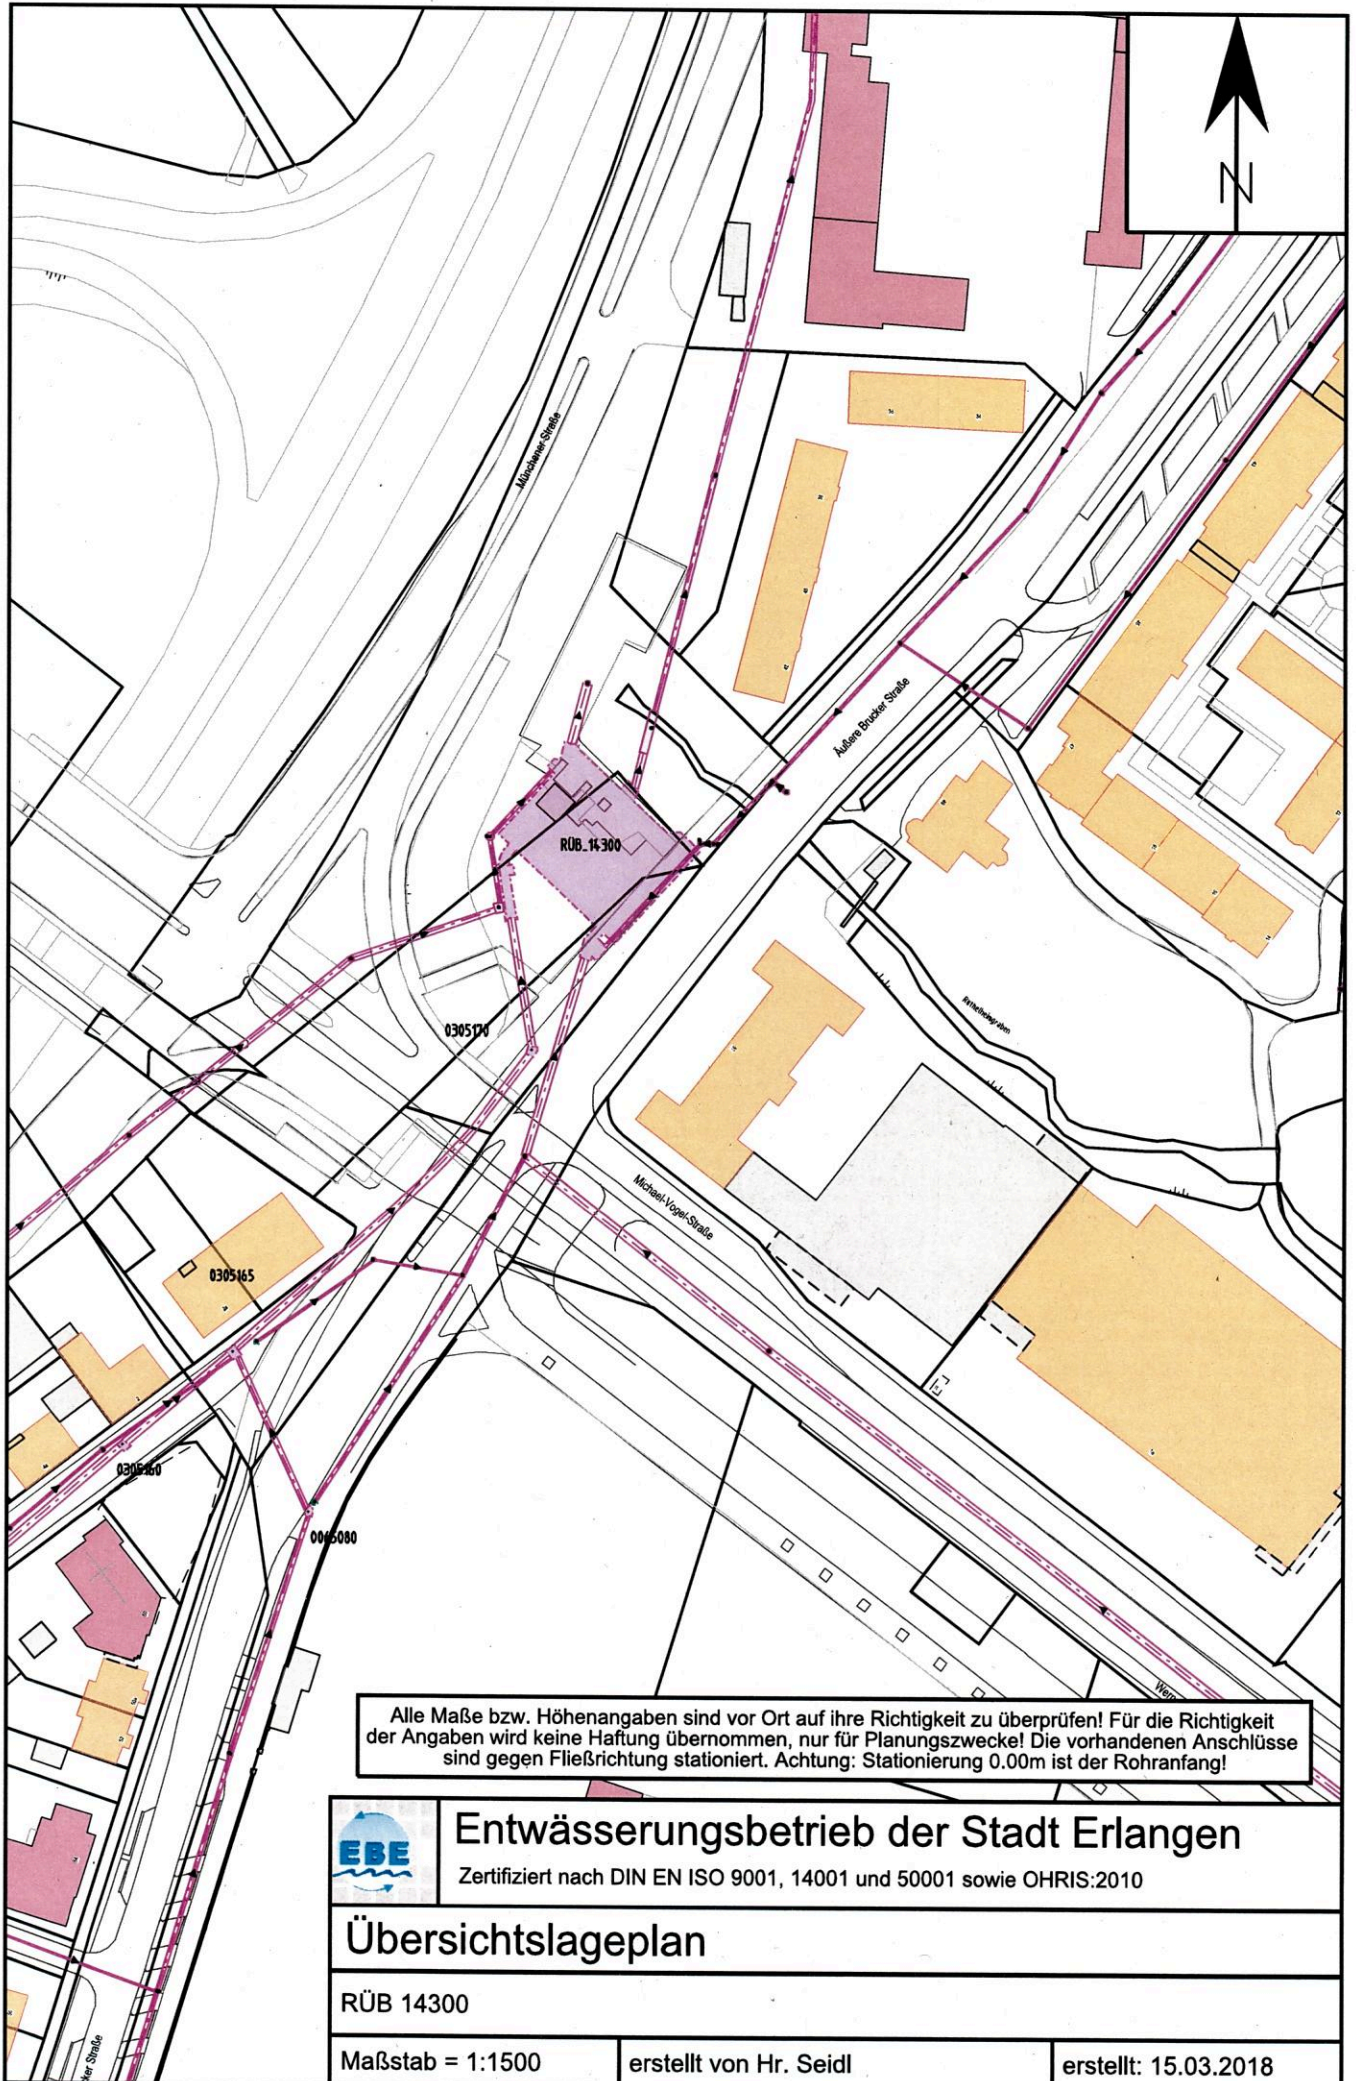 N
Münchener-Straße
Äußere Brucker Straße
RÜB_14300
0305170
Röthelheimgraben
Michael-Vogel-Straße
0305165
0305160
0065080
Alle Maße bzw. Höhenangaben sind vor Ort auf ihre Richtigkeit zu überprüfen! Für die Richtigkeit
der Angaben wird keine Haftung übernommen, nur für Planungszwecke! Die vorhandenen Anschlüsse
sind gegen Fließrichtung stationiert. Achtung: Stationierung 0.00m ist der Rohranfang!
EBE
Entwässerungsbetrieb der Stadt Erlangen
Zertifiziert nach DIN EN ISO 9001, 14001 und 50001 sowie OHRIS:2010
Übersichtslageplan
RÜB 14300
ker Straße
Maßstab = 1:1500
erstellt von Hr. Seidl
erstellt: 15.03.2018